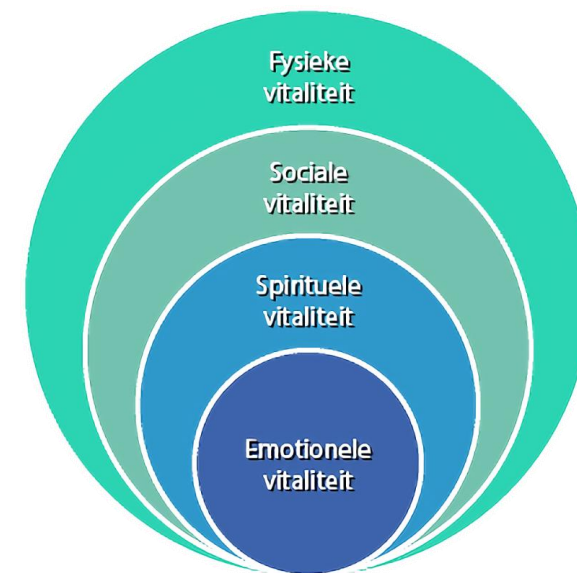 Fysieke
vitaliteit
Sociale
vitaliteit
Spirituele
vitaliteit
Emotionele
vitaliteit